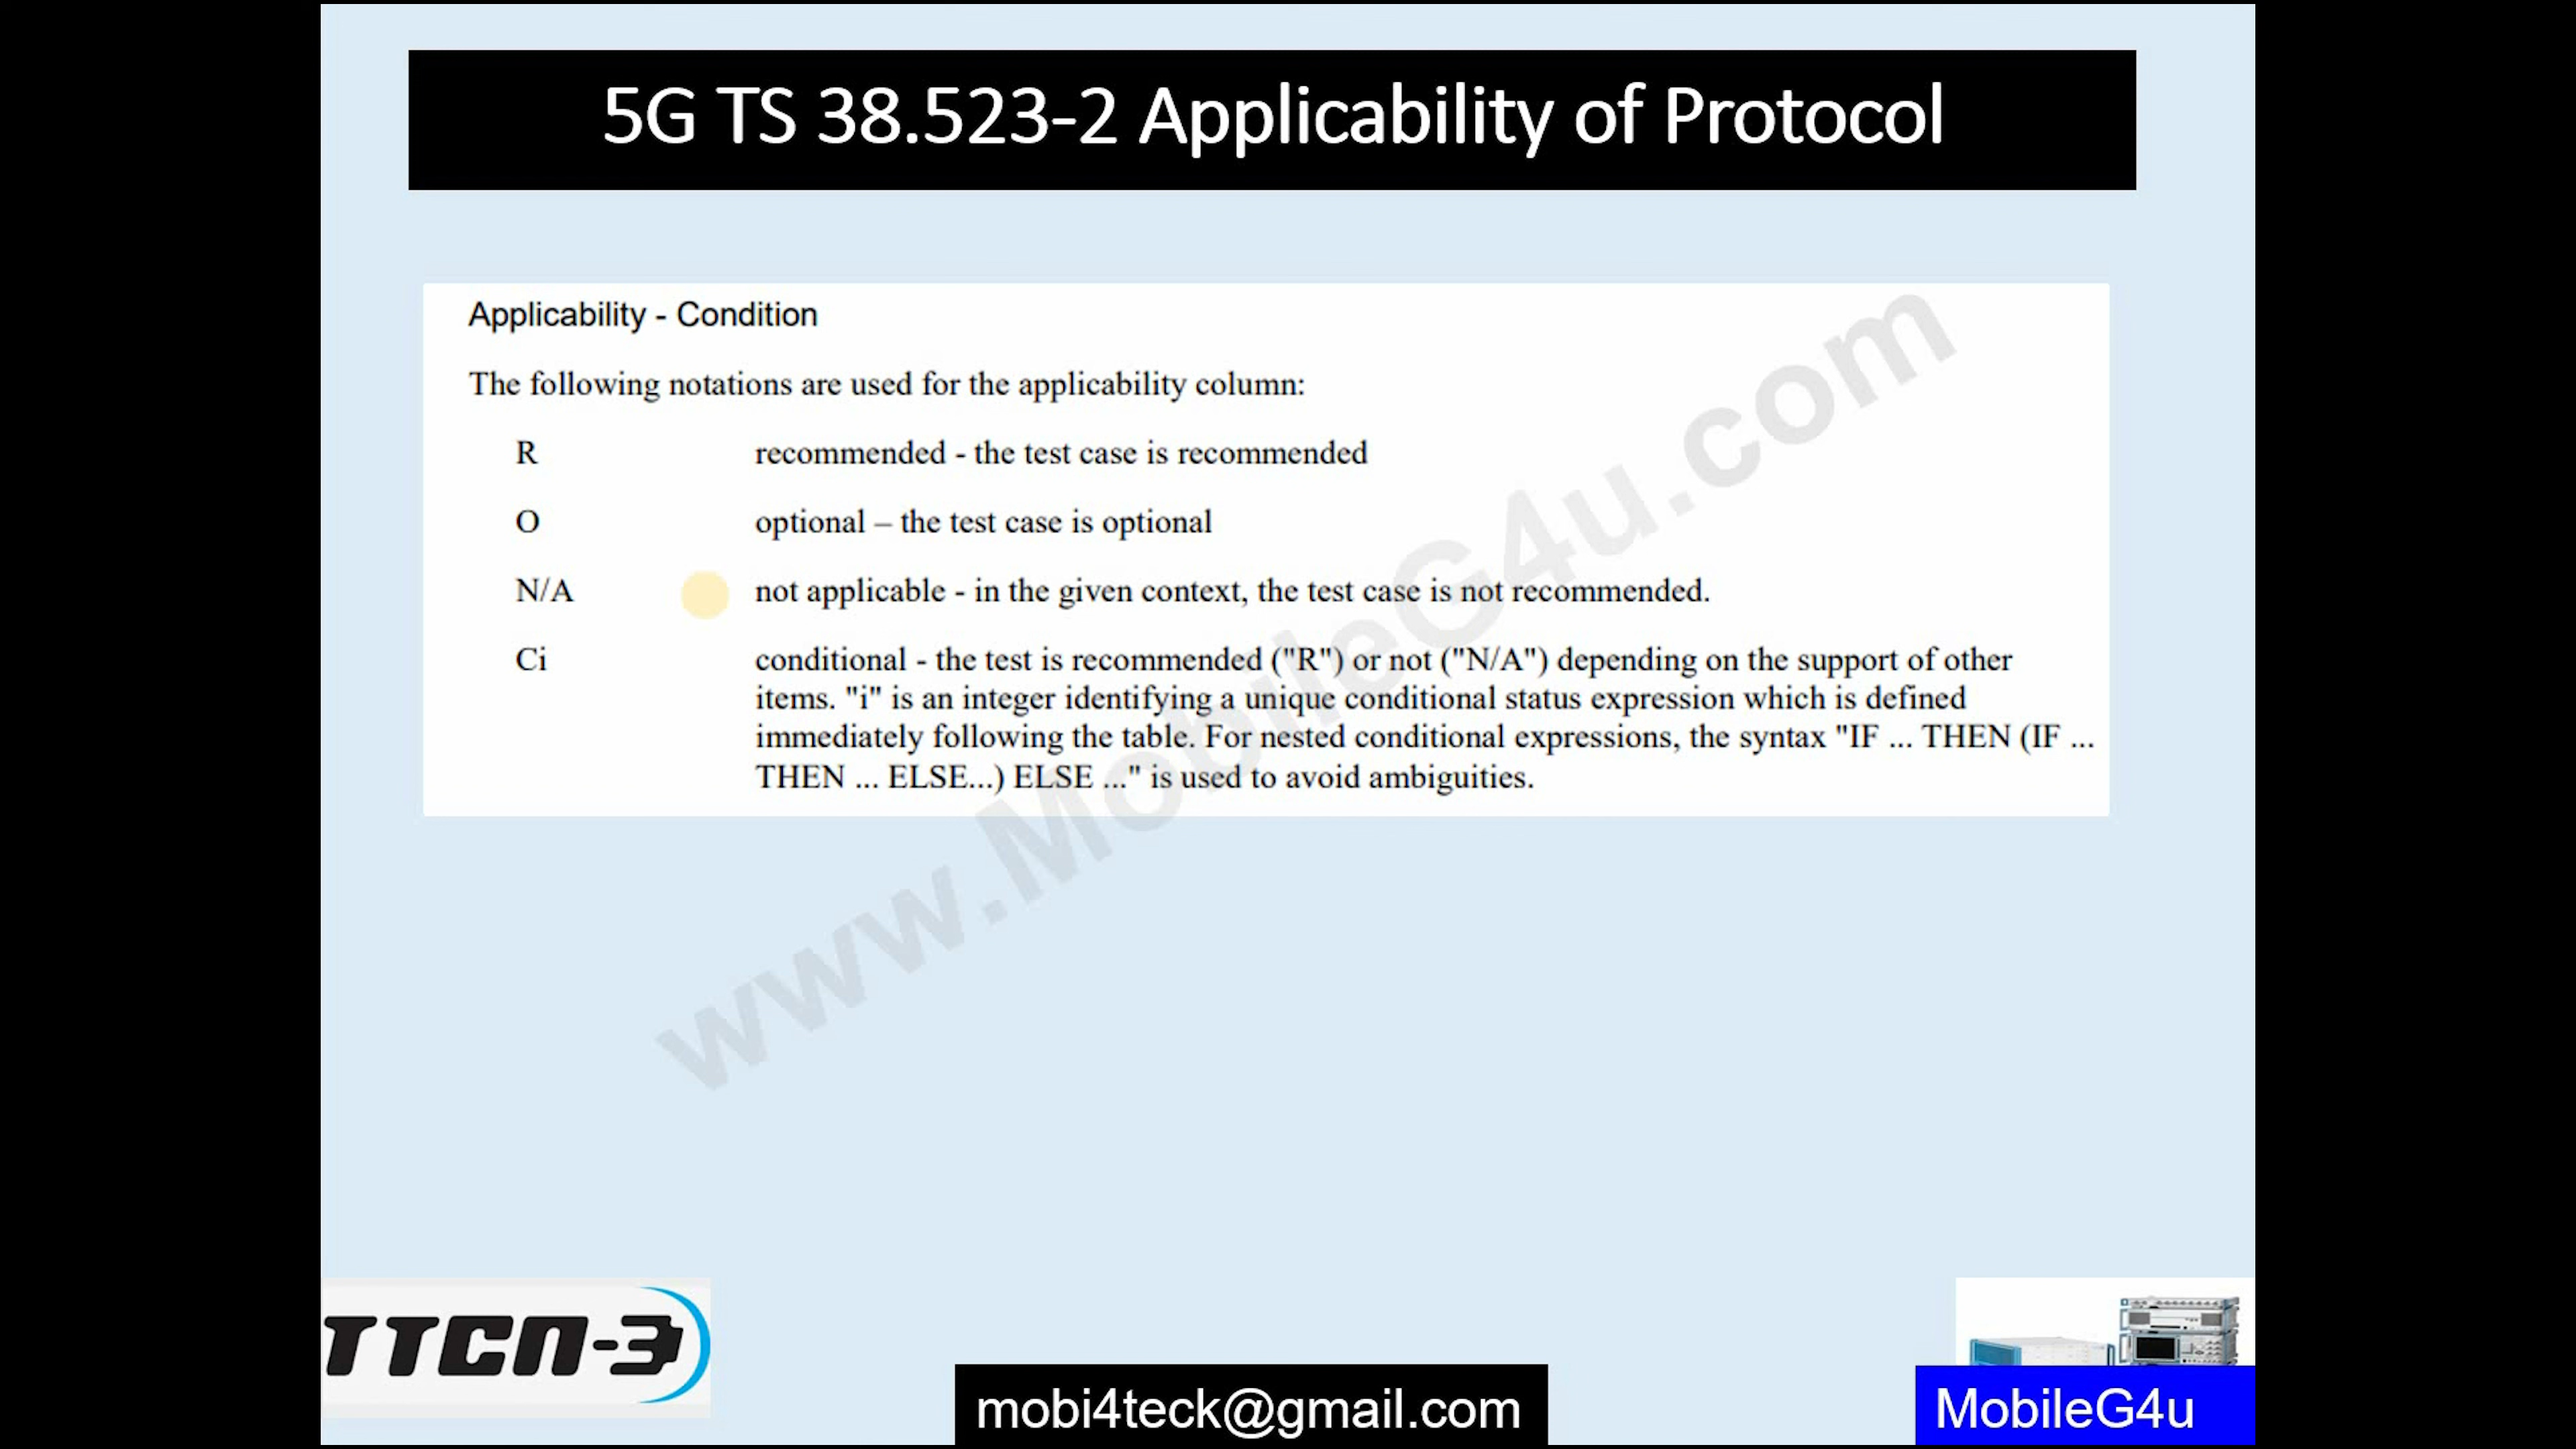 5G TS 38.523-2 Applicability of Protocol
Applicability - Condition
The following notations are used for the applicability column:
R recommended - the test case is recommended
O optional – the test case is optional
N/A not applicable - in the given context, the test case is not recommended.
Ci conditional - the test is recommended ("R") or not ("N/A") depending on the support of other
items. "i" is an integer identifying a unique conditional status expression which is defined
immediately following the table. For nested conditional expressions, the syntax "IF ... THEN (IF ...
THEN ... ELSE...) ELSE ..." is used to avoid ambiguities.
www.MobileG4u.com
TTCN-3
mobi4teck@gmail.com
MobileG4u